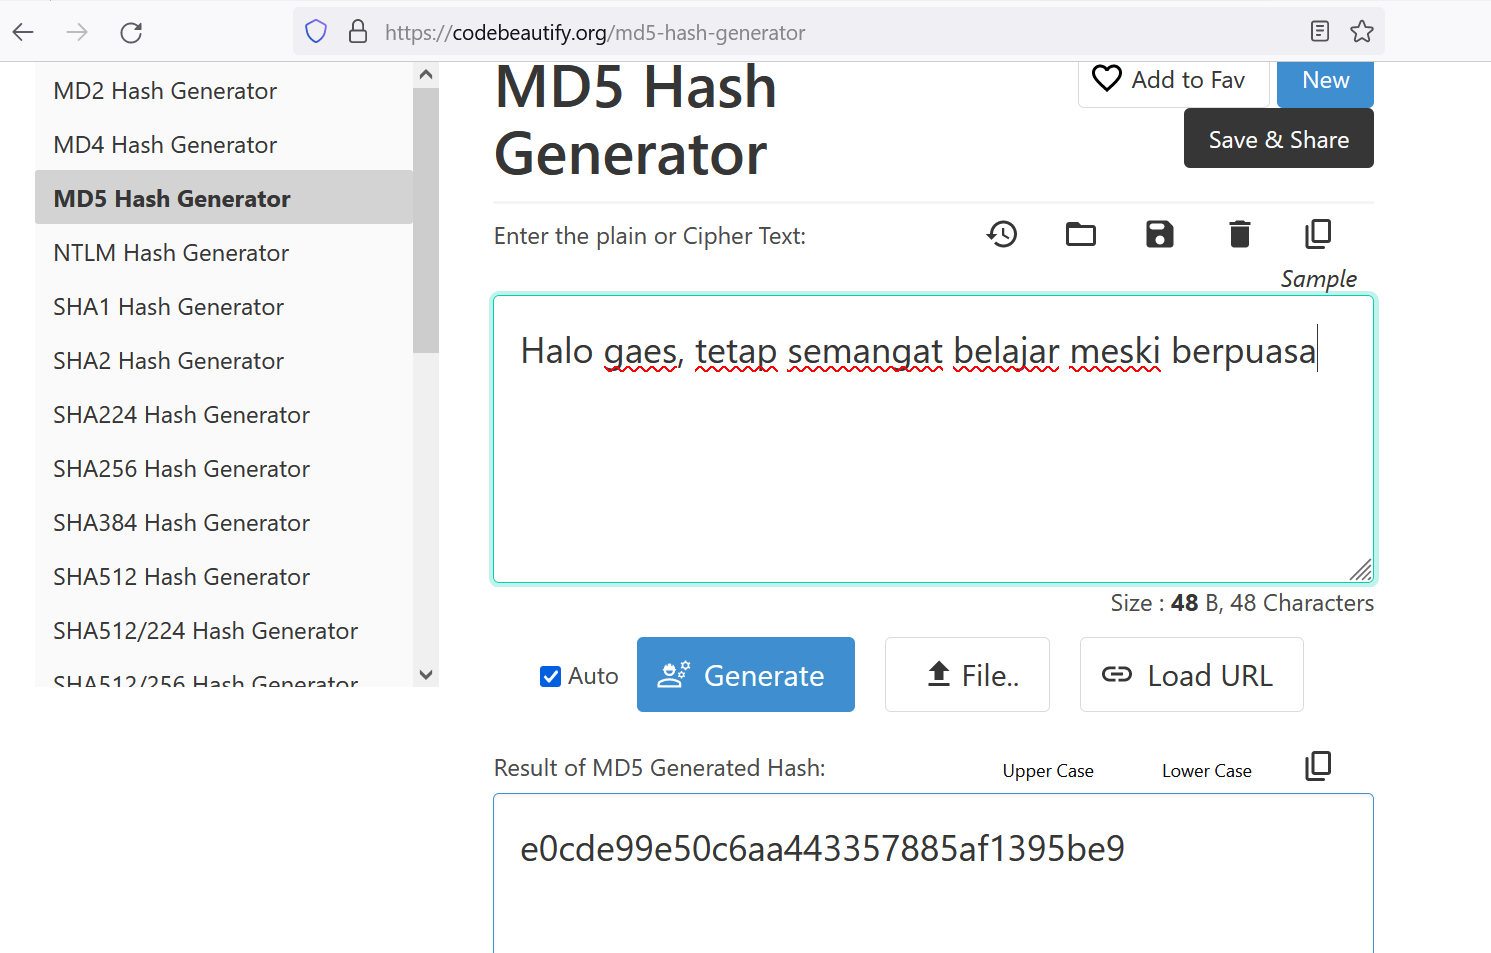 https://codebeautify.org/md5-hash-generator
MD2 Hash Generator
MD4 Hash Generator
MD5 Hash Generator
NTLM Hash Generator
SHA1 Hash Generator
SHA2 Hash Generator
SHA224 Hash Generator
SHA256 Hash Generator
SHA384 Hash Generator
SHA512 Hash Generator
SHA512/224 Hash Generator
SHA512/256 Hash Generator
MD5 Hash
Generator
Add to Fav
New
Save & Share
Enter the plain or Cipher Text:
Sample
Halo gaes, tetap semangat belajar meski berpuasa
Size : 48 B, 48 Characters
Auto
Generate
File..
Load URL
Result of MD5 Generated Hash:
Upper Case
Lower Case
e0cde99e50c6aa443357885af1395be9